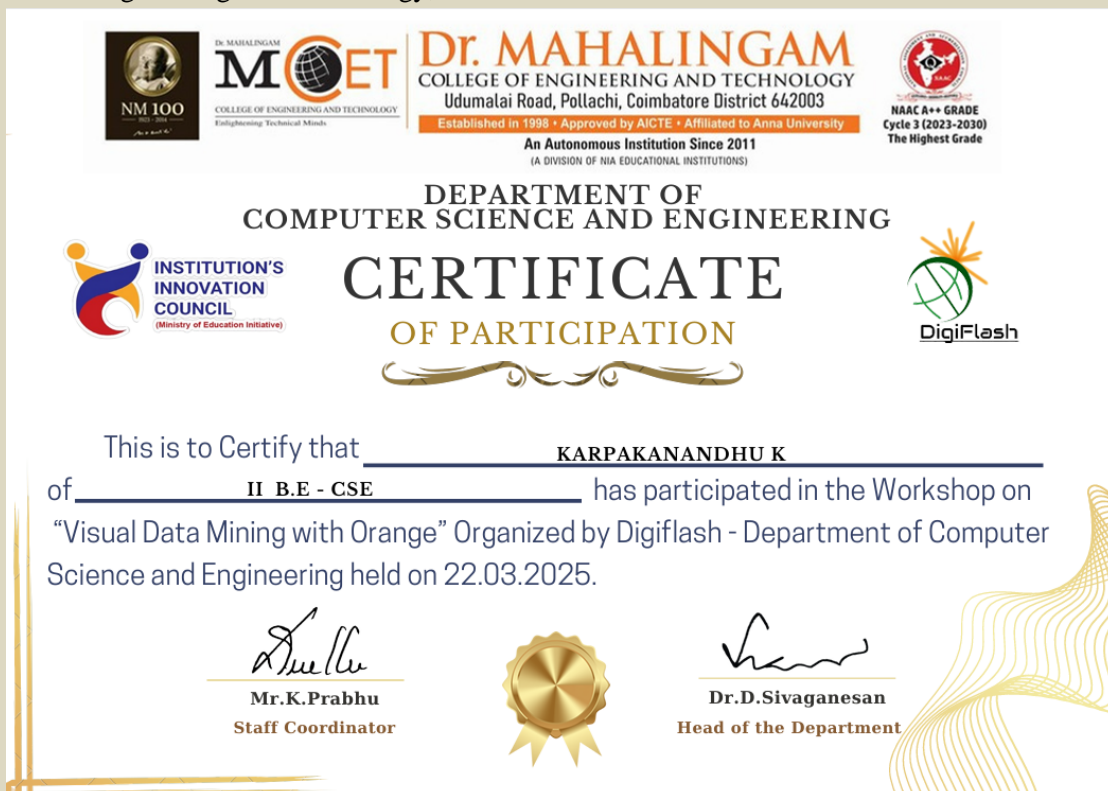 NM 100
1923 - 2014
Dr. MAHALINGAM
MCET
COLLEGE OF ENGINEERING AND TECHNOLOGY
Enlightening Technical Minds
Dr. MAHALINGAM
COLLEGE OF ENGINEERING AND TECHNOLOGY
Udumalai Road, Pollachi, Coimbatore District 642003
Established in 1998 • Approved by AICTE • Affiliated to Anna University
An Autonomous Institution Since 2011
(A DIVISION OF NIA EDUCATIONAL INSTITUTIONS)
NAAC A++ GRADE
Cycle 3 (2023-2030)
The Highest Grade
DEPARTMENT OF
COMPUTER SCIENCE AND ENGINEERING
INSTITUTION'S
INNOVATION
COUNCIL
(Ministry of Education Initiative)
CERTIFICATE
OF PARTICIPATION
DigiFlash
This is to Certify that KARPAKANANDHU K
of II B.E - CSE has participated in the Workshop on
“Visual Data Mining with Orange” Organized by Digiflash - Department of Computer
Science and Engineering held on 22.03.2025.
Mr.K.Prabhu
Staff Coordinator
Dr.D.Sivaganesan
Head of the Department